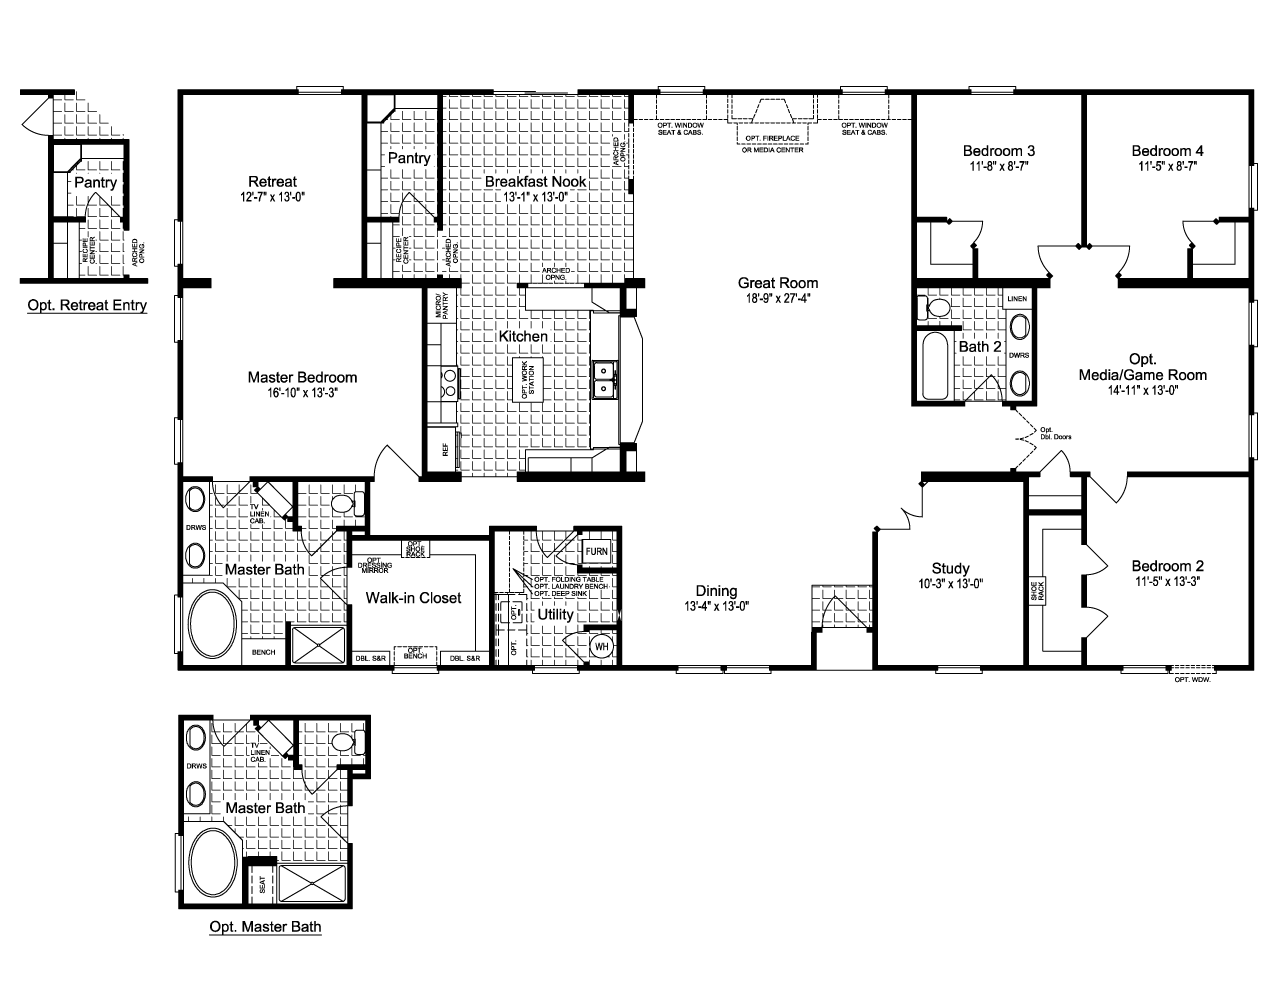 Pantry
RECIPE
CENTER
ARCHED
OPNG.
Opt. Retreat Entry
Retreat
12'-7" x 13'-0"
Pantry
RECIPE
CENTER
ARCHED
OPNG.
Breakfast Nook
13'-1" x 13'-0"
ARCHED
OPNG.
ARCHED
OPNG.
OPT. WINDOW
SEAT & CABS.
OPT. FIREPLACE
OR MEDIA CENTER
OPT. WINDOW
SEAT & CABS.
Great Room
18'-9" x 27'-4"
Bedroom 3
11'-8" x 8'-7"
Bedroom 4
11'-5" x 8'-7"
Master Bedroom
16'-10" x 13'-3"
MICRO/
PANTRY
Kitchen
OPT. WORK
STATION
REF
LINEN
Bath 2
DWRS
Opt.
Media/Game Room
14'-11" x 13'-0"
Opt.
Dbl. Doors
TV
LINEN
CAB.
DRWS
Master Bath
BENCH
OPT
DRESSING
MIRROR
OPT
SHOE
RACK
Walk-in Closet
DBL. S&R
OPT.
BENCH
DBL. S&R
FURN
OPT. FOLDING TABLE
OPT. LAUNDRY BENCH
OPT. DEEP SINK
OPT.
Utility
OPT.
WH
Dining
13'-4" x 13'-0"
Study
10'-3" x 13'-0"
SHOE
RACK
Bedroom 2
11'-5" x 13'-3"
OPT. WDW.
TV
LINEN
CAB.
DRWS
Master Bath
SEAT
Opt. Master Bath